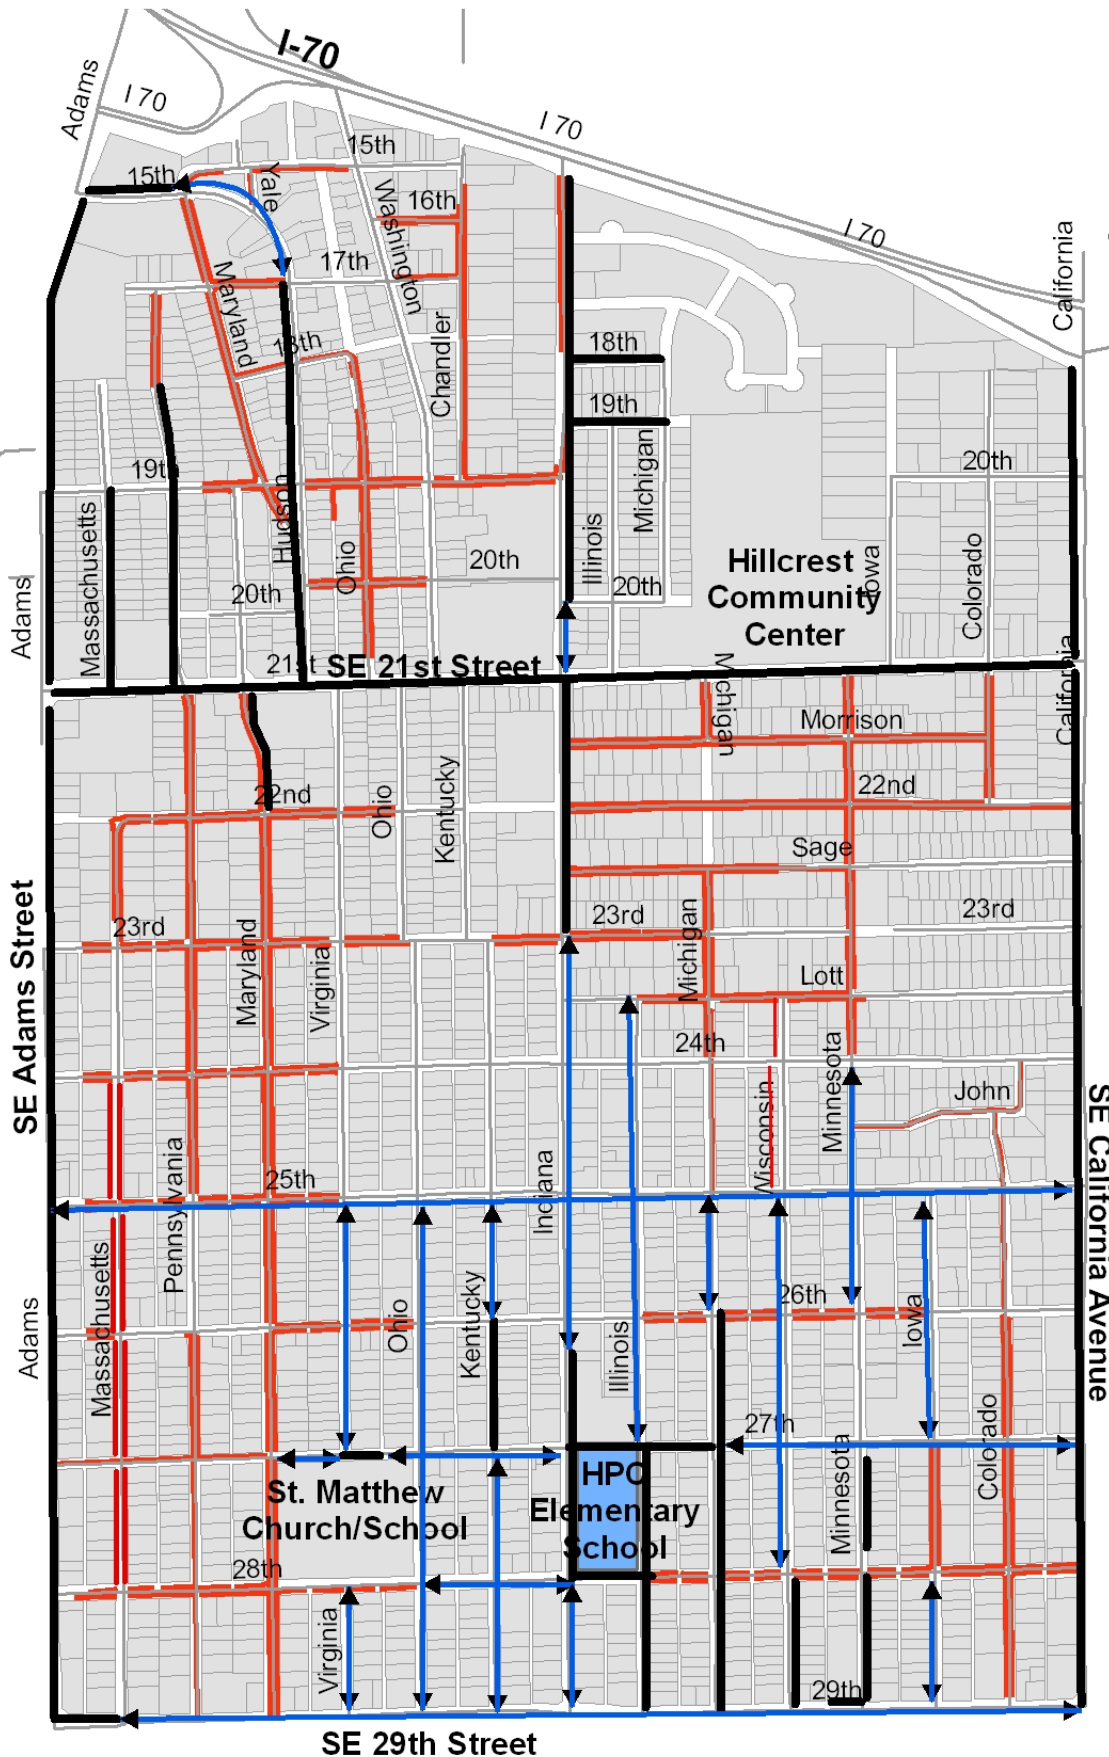 I-70
Adams
I 70
I 70
15th
15th
Yale
Washington
16th
I 70
California
17th
Maryland
18th
Chandler
18th
19th
Michigan
19th
20th
Massachusetts
Hudson
Ohio
20th
Illinois
Hillcrest
Community
Center
Iowa
Colorado
Adams
20th
20th
21st
SE 21st Street
Michigan
California
Morrison
22nd
Ohio
Kentucky
22nd
Sage
SE Adams Street
23rd
Maryland
Virginia
23rd
Michigan
23rd
Lott
24th
Minnesota
John
Wisconsin
SE California Avenue
Pennsylvania
25th
Indiana
Massachusetts
Adams
Ohio
Kentucky
Illinois
26th
Iowa
27th
Minnesota
Colorado
St. Matthew
Church/School
HPC
Elementary
School
28th
Virginia
29th
SE 29th Street